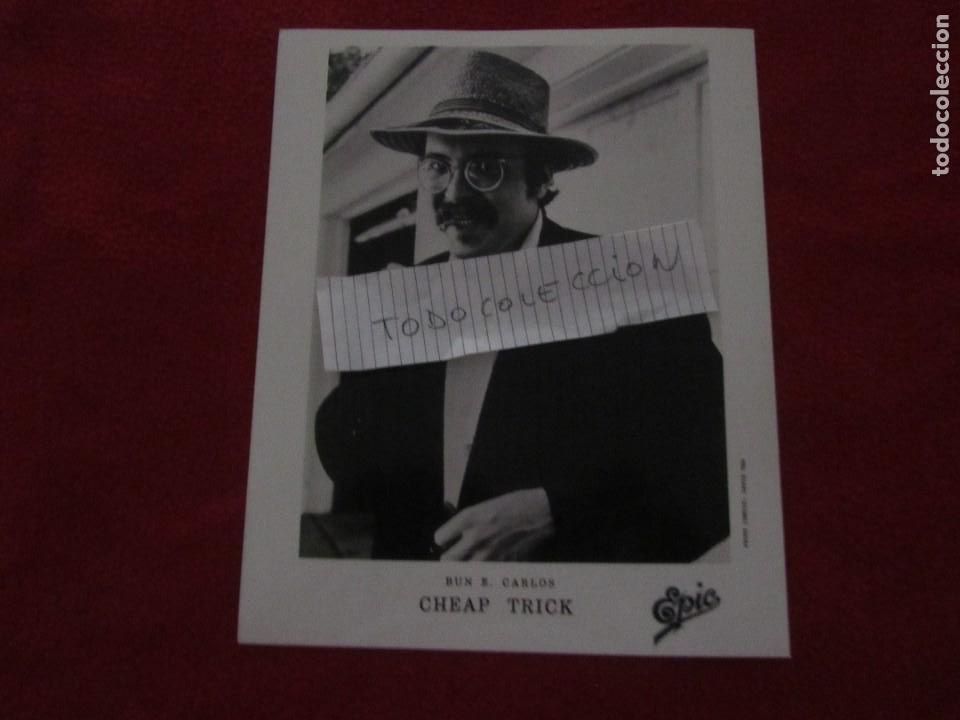 todocoleccion
TODOCOLECCION
BUN E. CARLOS
CHEAP TRICK
Epic